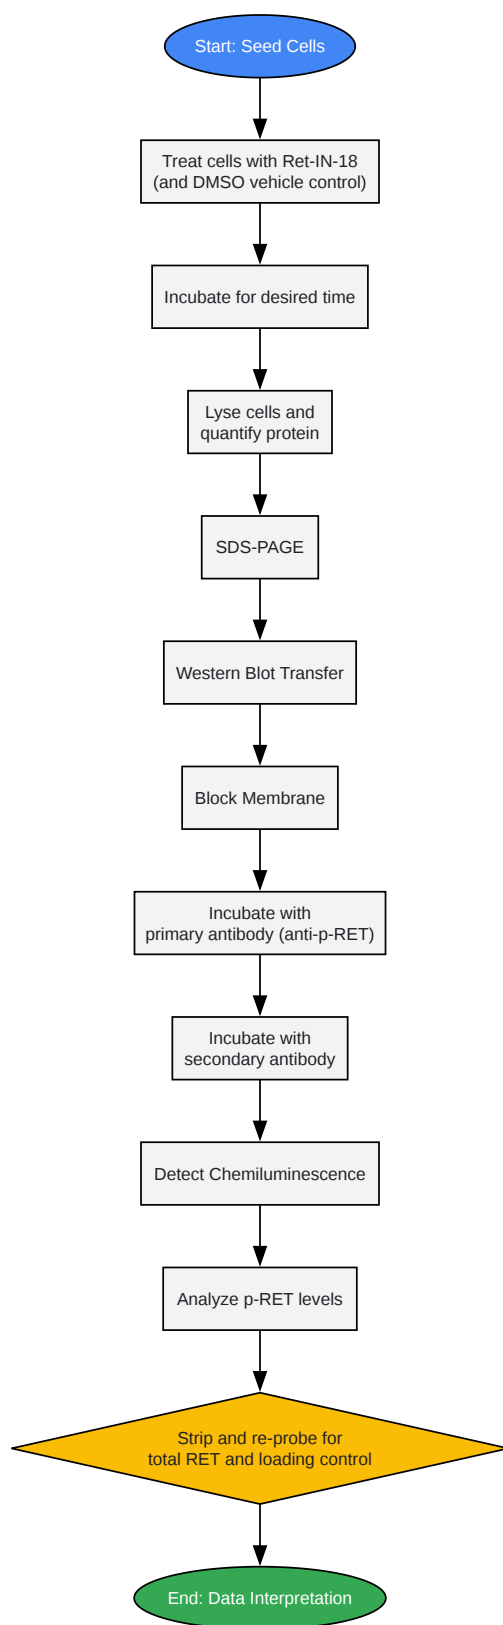 Start: Seed Cells
Treat cells with Ret-IN-18
(and DMSO vehicle control)
Incubate for desired time
Lyse cells and
quantify protein
SDS-PAGE
Western Blot Transfer
Block Membrane
Incubate with
primary antibody (anti-p-RET)
Incubate with
secondary antibody
Detect Chemiluminescence
Analyze p-RET levels
Strip and re-probe for
total RET and loading control
End: Data Interpretation